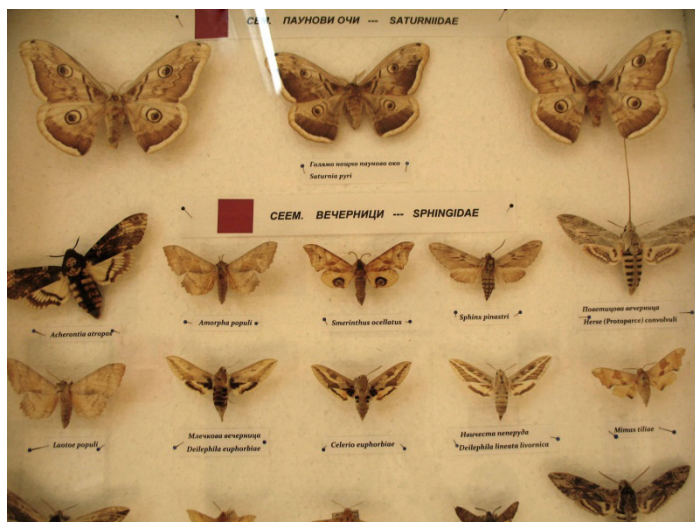 СЕМ. ПАУНОВИ ОЧИ --- SATURNIIDAE
Голямо нощно пауново око
Saturnia pyri
СЕЕМ. ВЕЧЕРНИЦИ --- SPHINGIDAE
Acherontia atropos
Amorpha populi
Smerinthus ocellatus
Sphinx pinastri
Поветицова вечерница
Herse (Protoparce) convolvuli
Laotoe populi
Млечкова вечерница
Deilephila euphorbiae
Celerio euphorbiae
Ивичеста пеперуда
Deilephila lineata livornica
Mimas tiliae